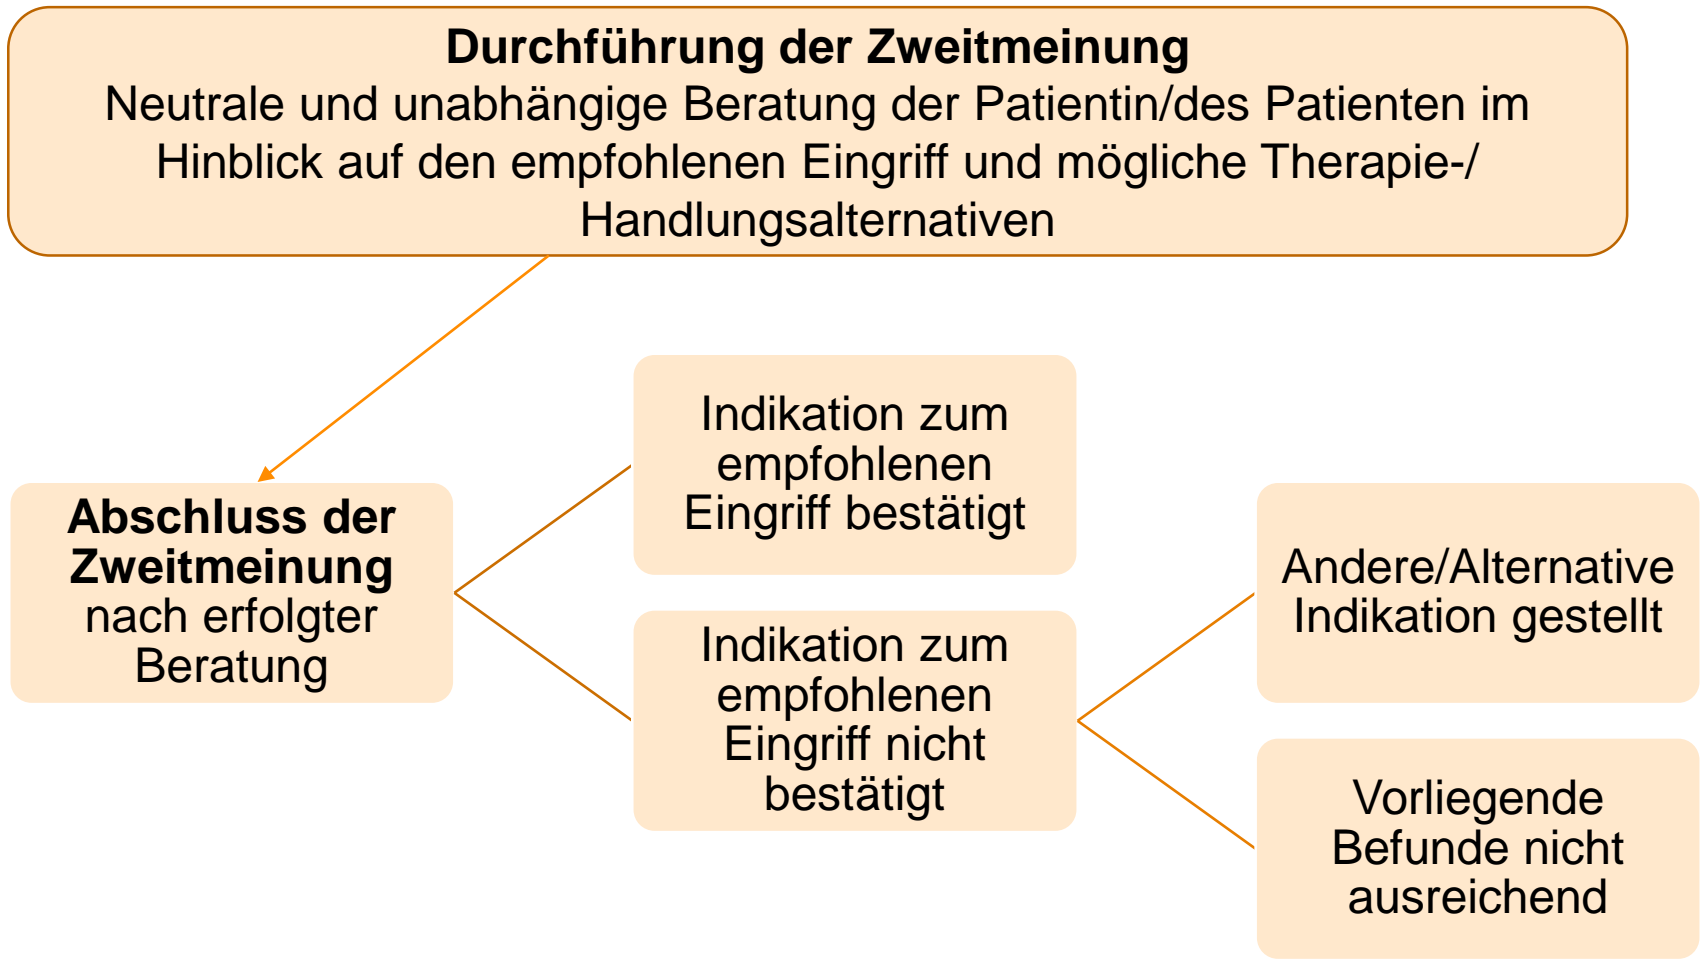 Durchführung der Zweitmeinung
Neutrale und unabhängige Beratung der Patientin/des Patienten im
Hinblick auf den empfohlenen Eingriff und mögliche Therapie-/
Handlungsalternativen
Abschluss der
Zweitmeinung
nach erfolgter
Beratung
Indikation zum
empfohlenen
Eingriff bestätigt
Indikation zum
empfohlenen
Eingriff nicht
bestätigt
Andere/Alternative
Indikation gestellt
Vorliegende
Befunde nicht
ausreichend